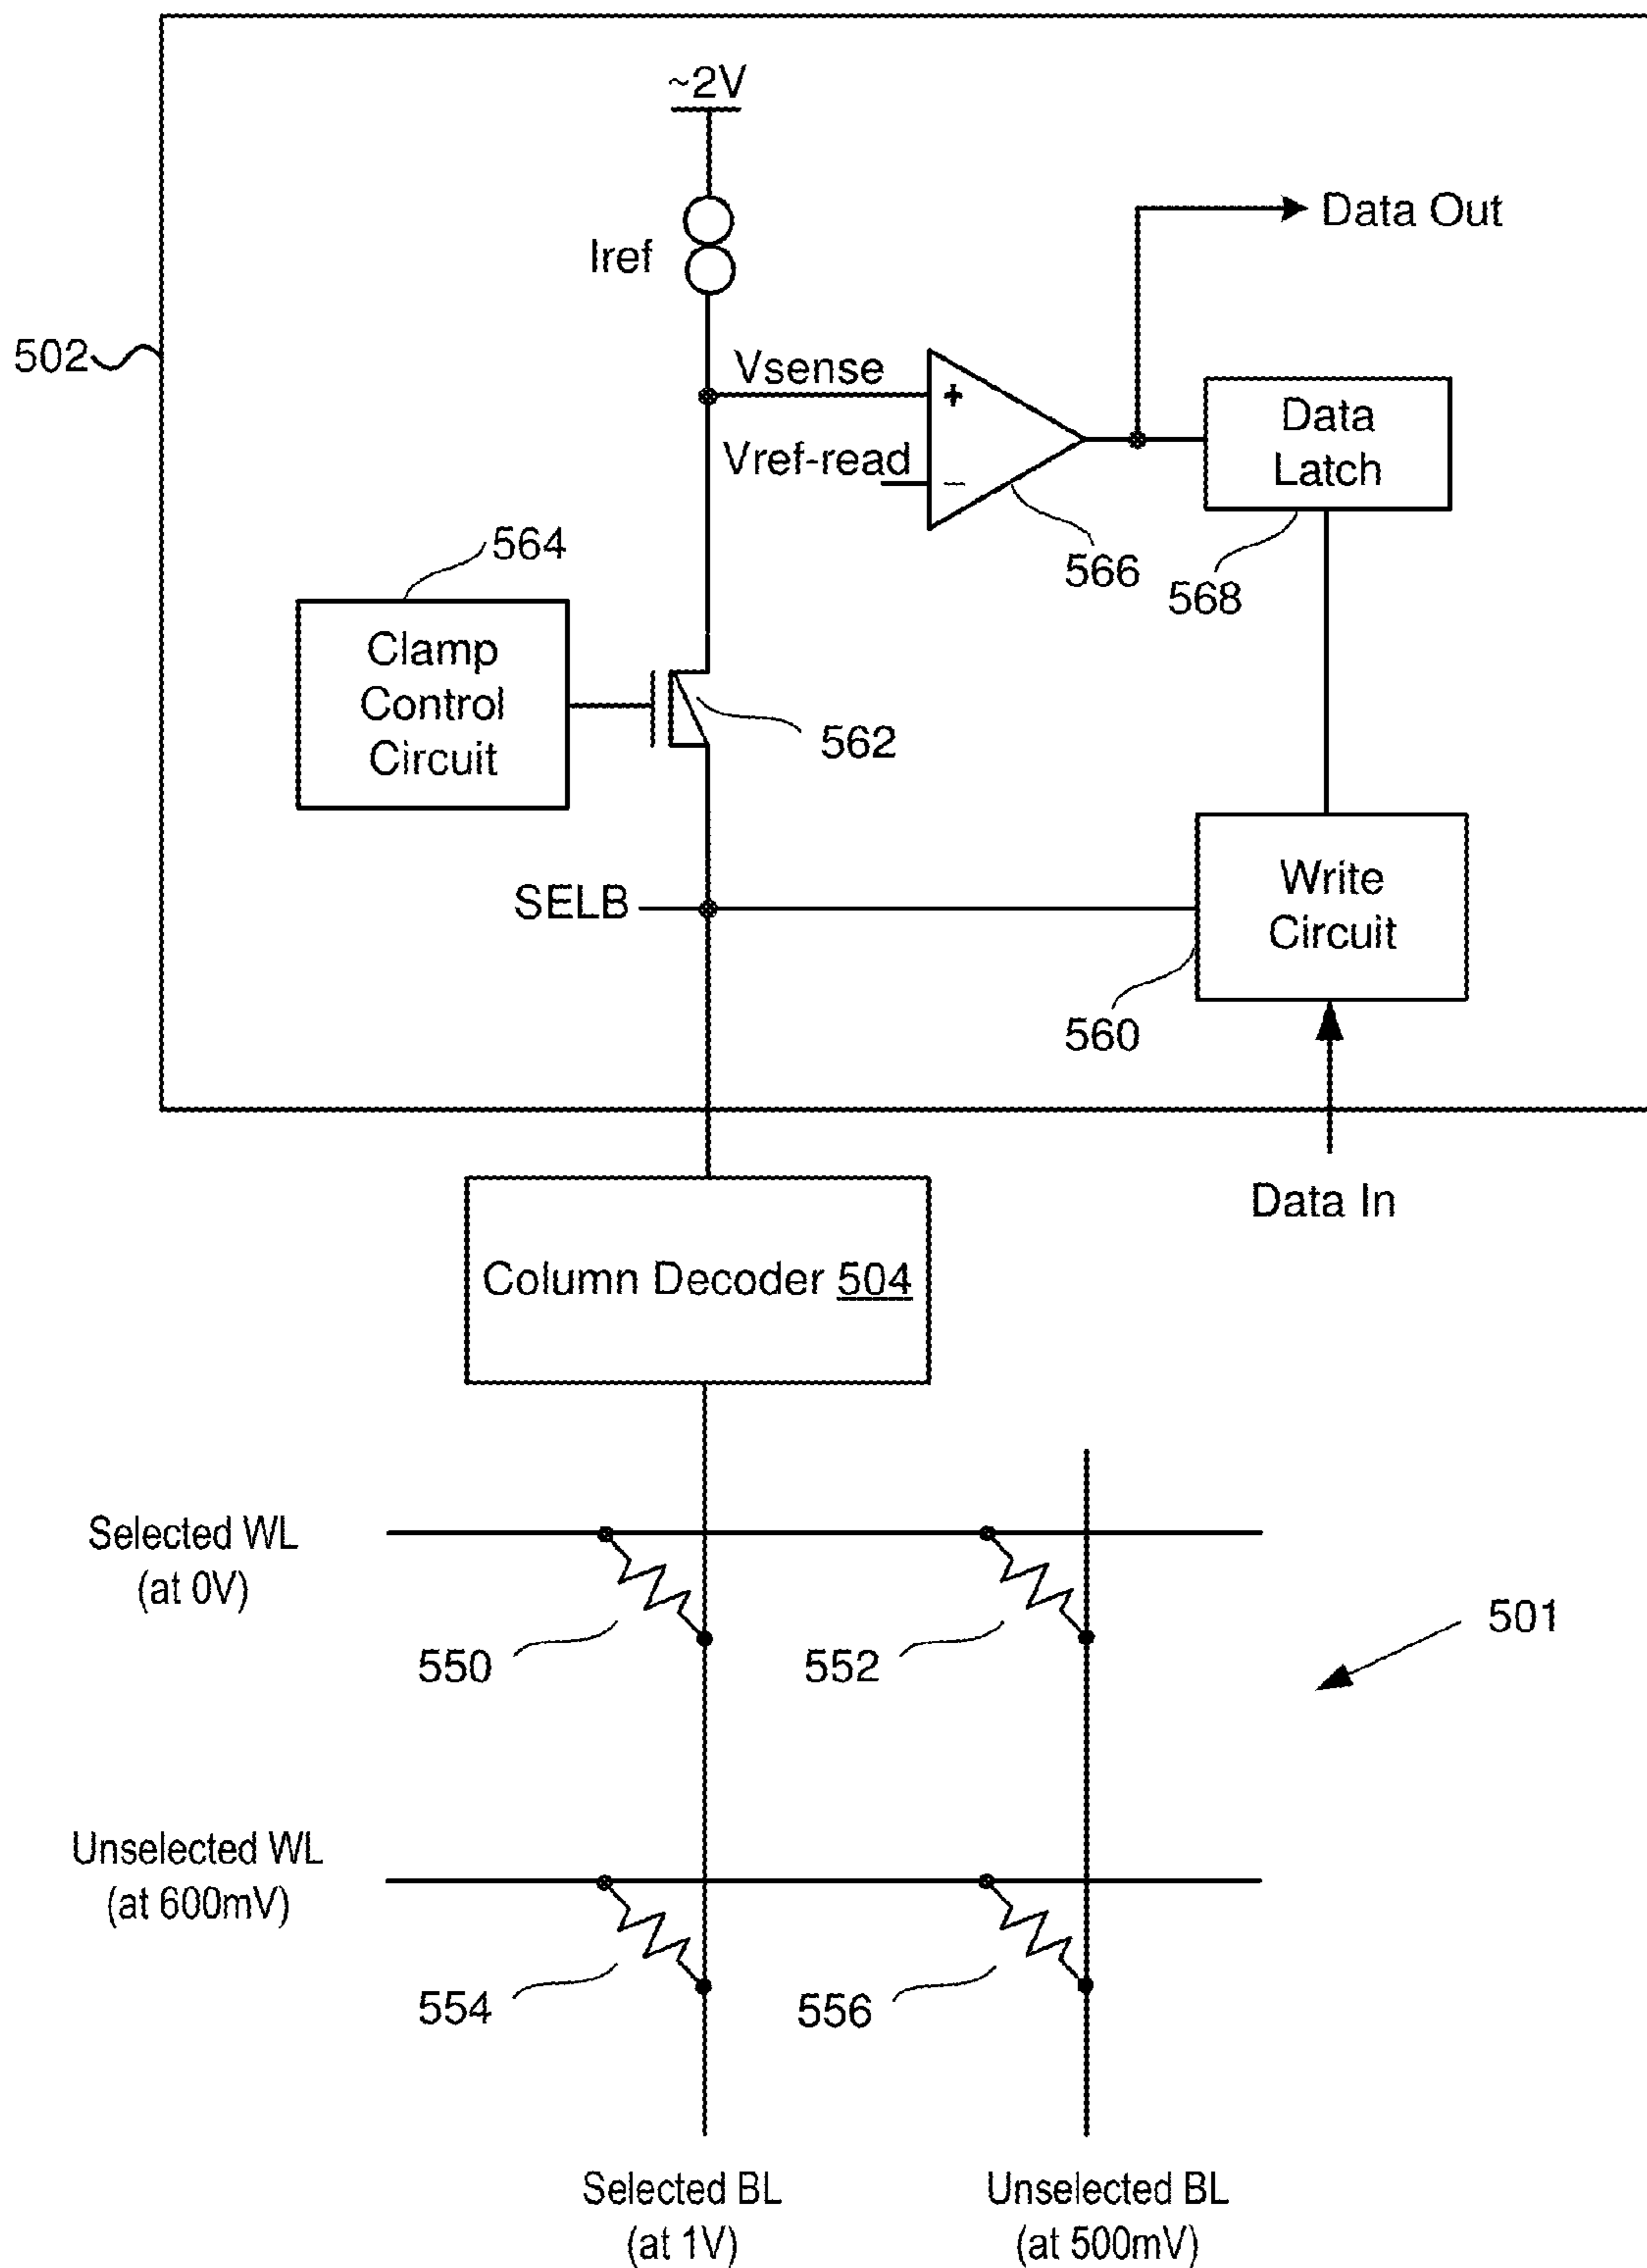 ~2V
Iref
Data Out
502
Vsense
+
Vref-read
−
Data
Latch
566
568
564
Clamp
Control
Circuit
562
SELB
Write
Circuit
560
Data In
Column Decoder 504
Selected WL
(at 0V)
550
552
501
Unselected WL
(at 600mV)
554
556
Selected BL
(at 1V)
Unselected BL
(at 500mV)